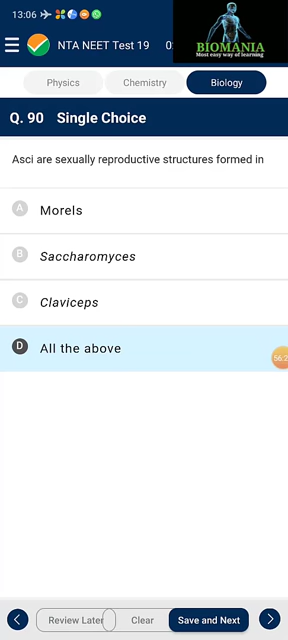 13:06
NTA NEET Test 19
BIOMANIA
Most easy way of learning
Physics
Chemistry
Biology
Q. 90 Single Choice
Asci are sexually reproductive structures formed in
A Morels
B Saccharomyces
C Claviceps
D All the above
Review Later
Clear
Save and Next